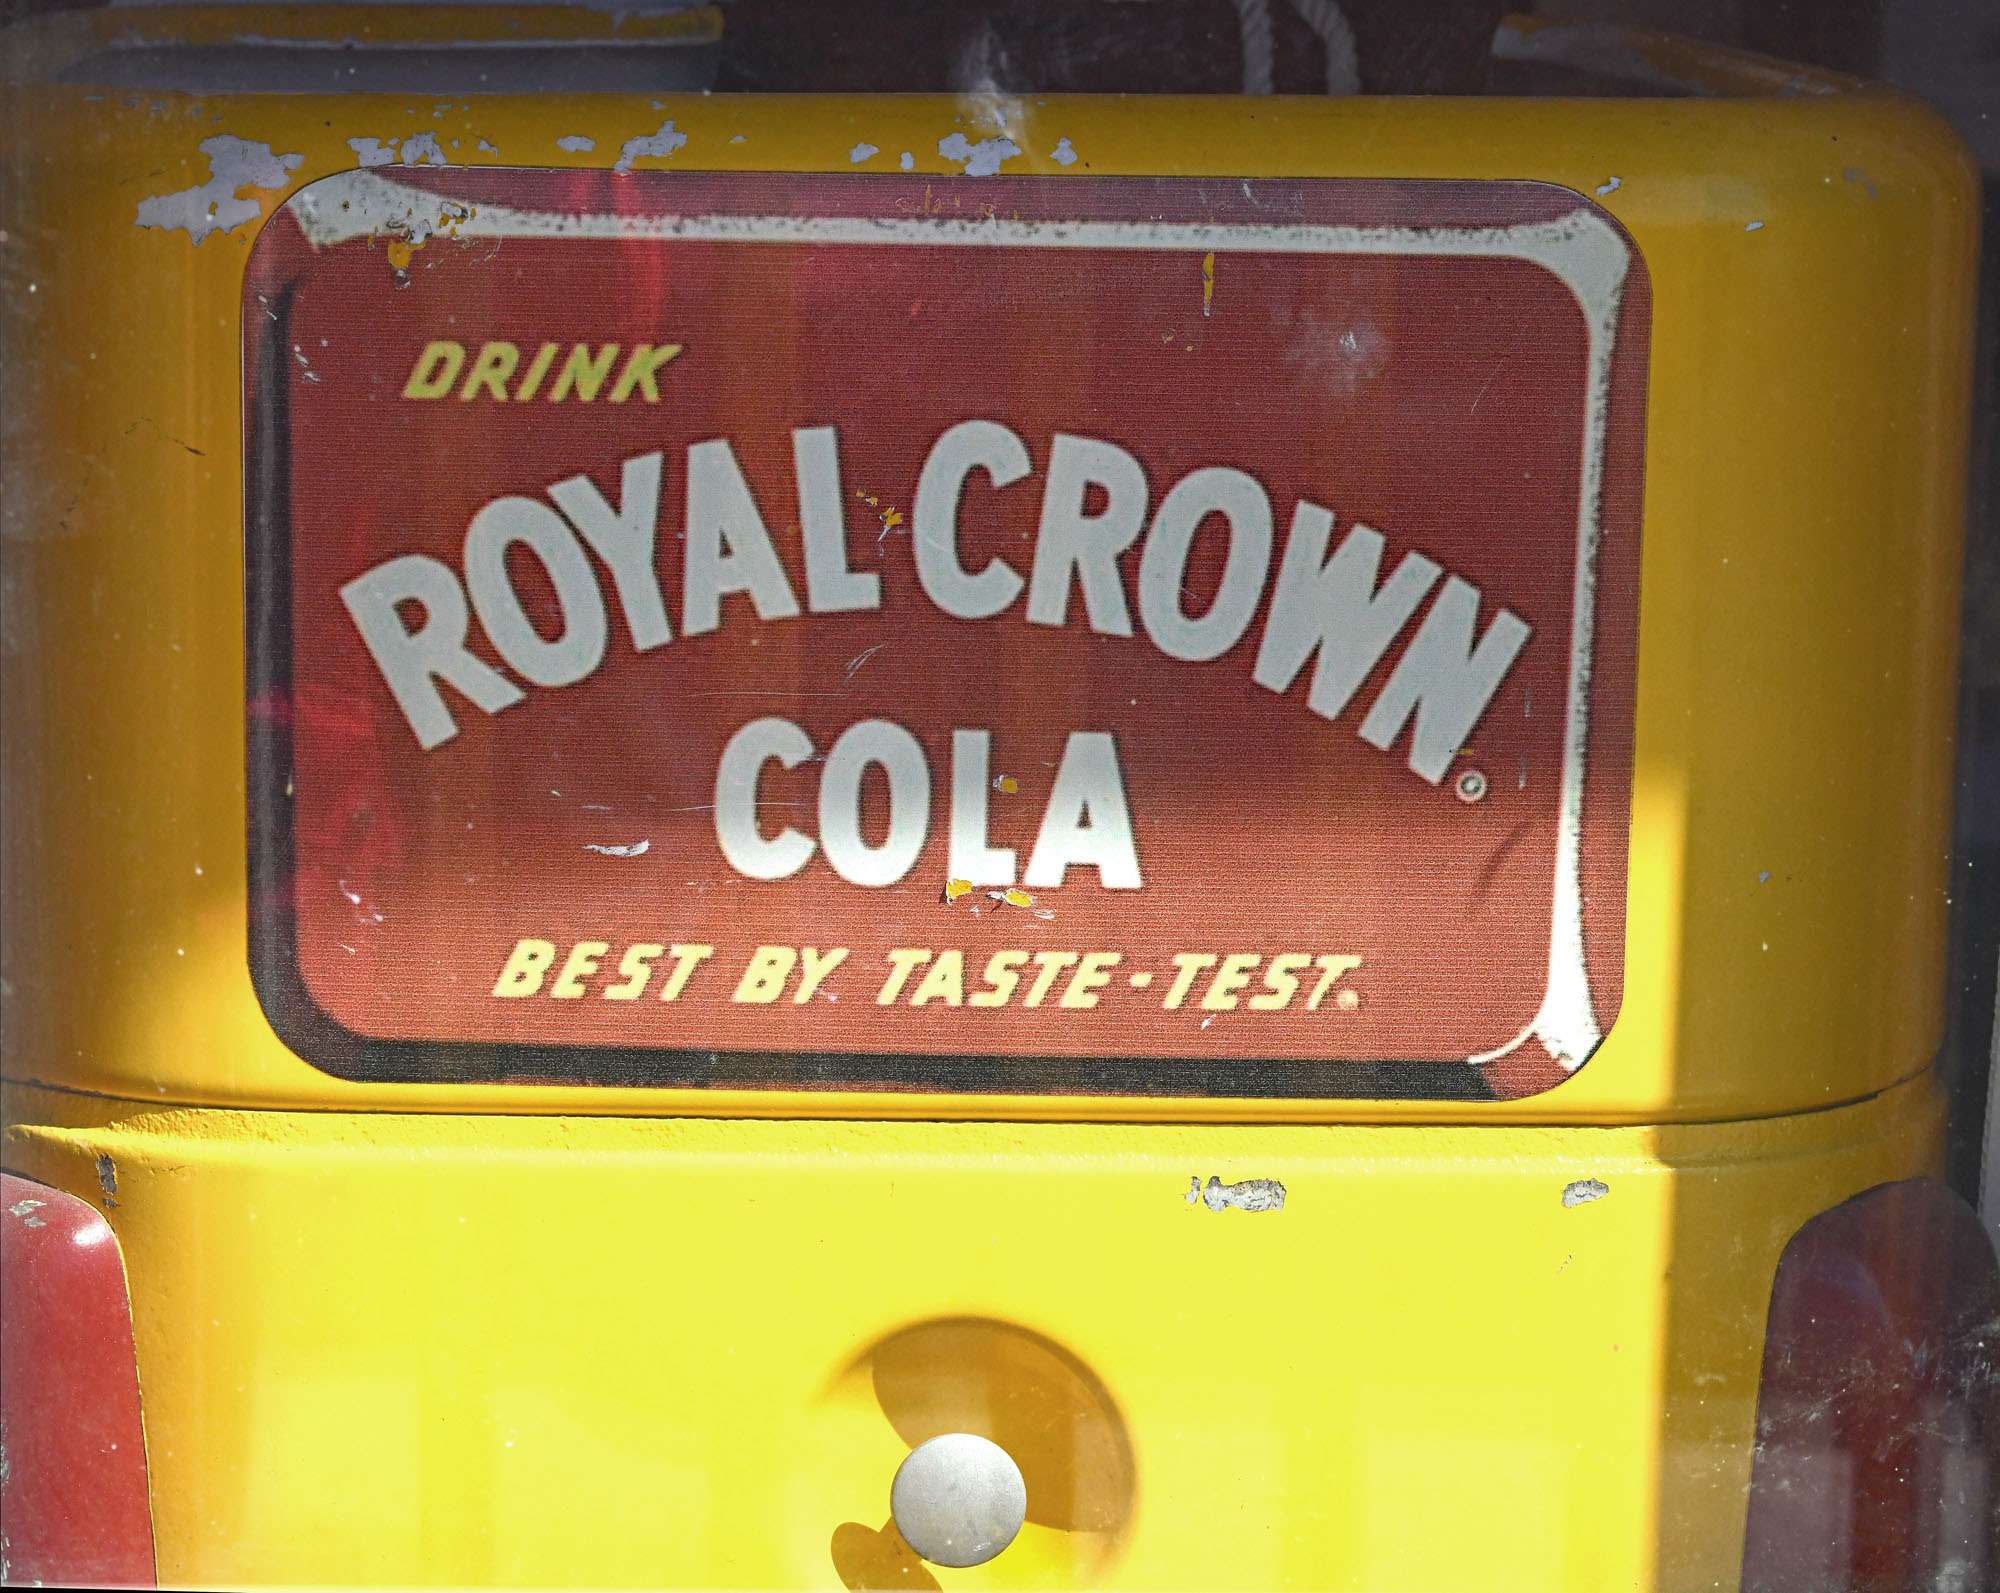 DRINK
ROYAL CROWN
COLA
BEST BY TASTE-TEST.